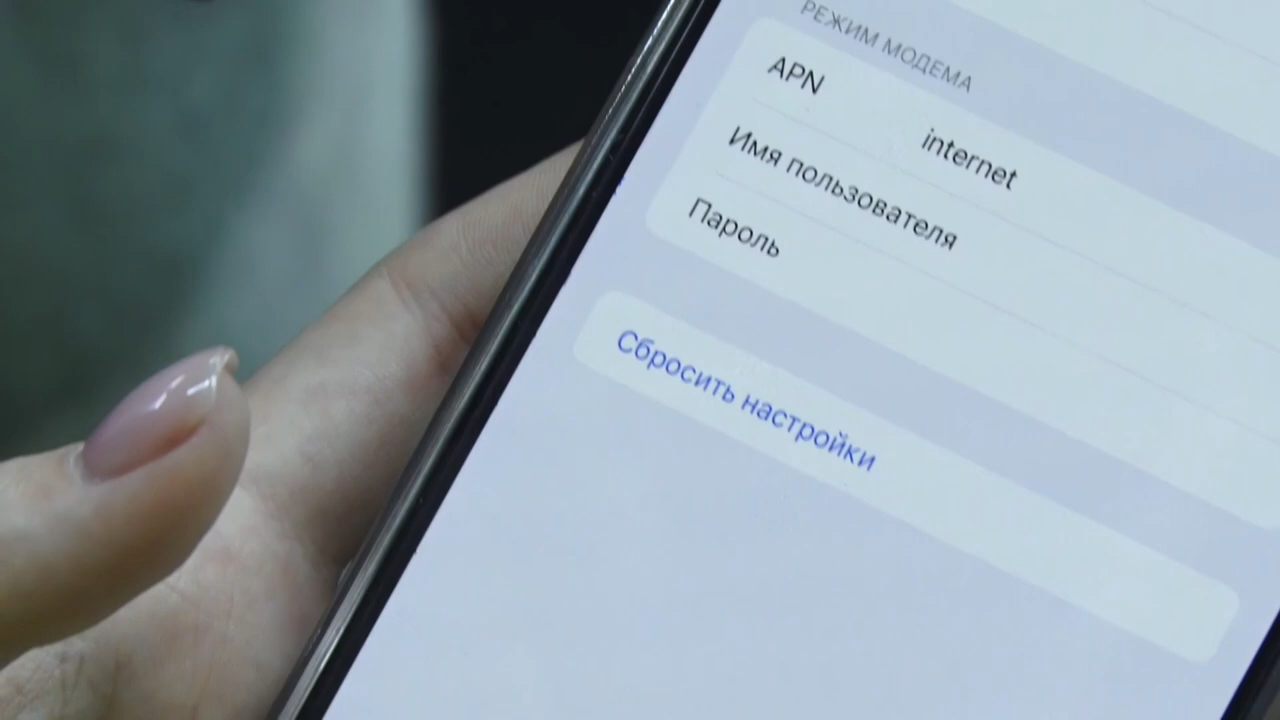 РЕЖИМ МОДЕМА
APN
internet
Имя пользователя
Пароль
Сбросить настройки